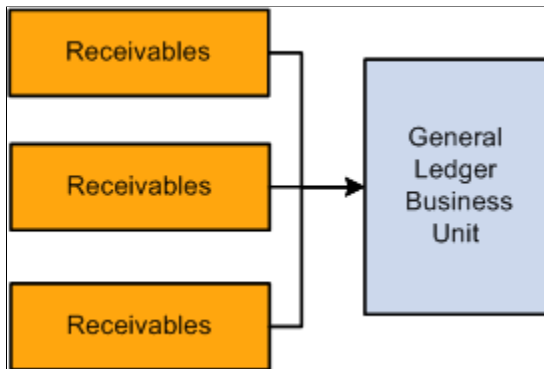 Receivables
Receivables
Receivables
General
Ledger
Business
Unit